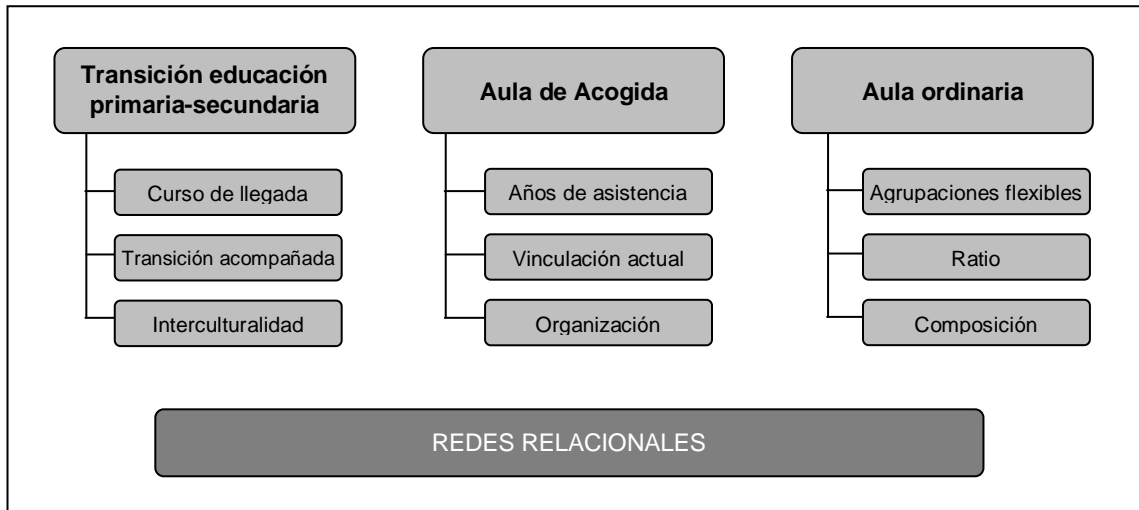 Transición educación
primaria-secundaria
Curso de llegada
Transición acompañada
Interculturalidad
Aula de Acogida
Años de asistencia
Vinculación actual
Organización
Aula ordinaria
Agrupaciones flexibles
Ratio
Composición
REDES RELACIONALES